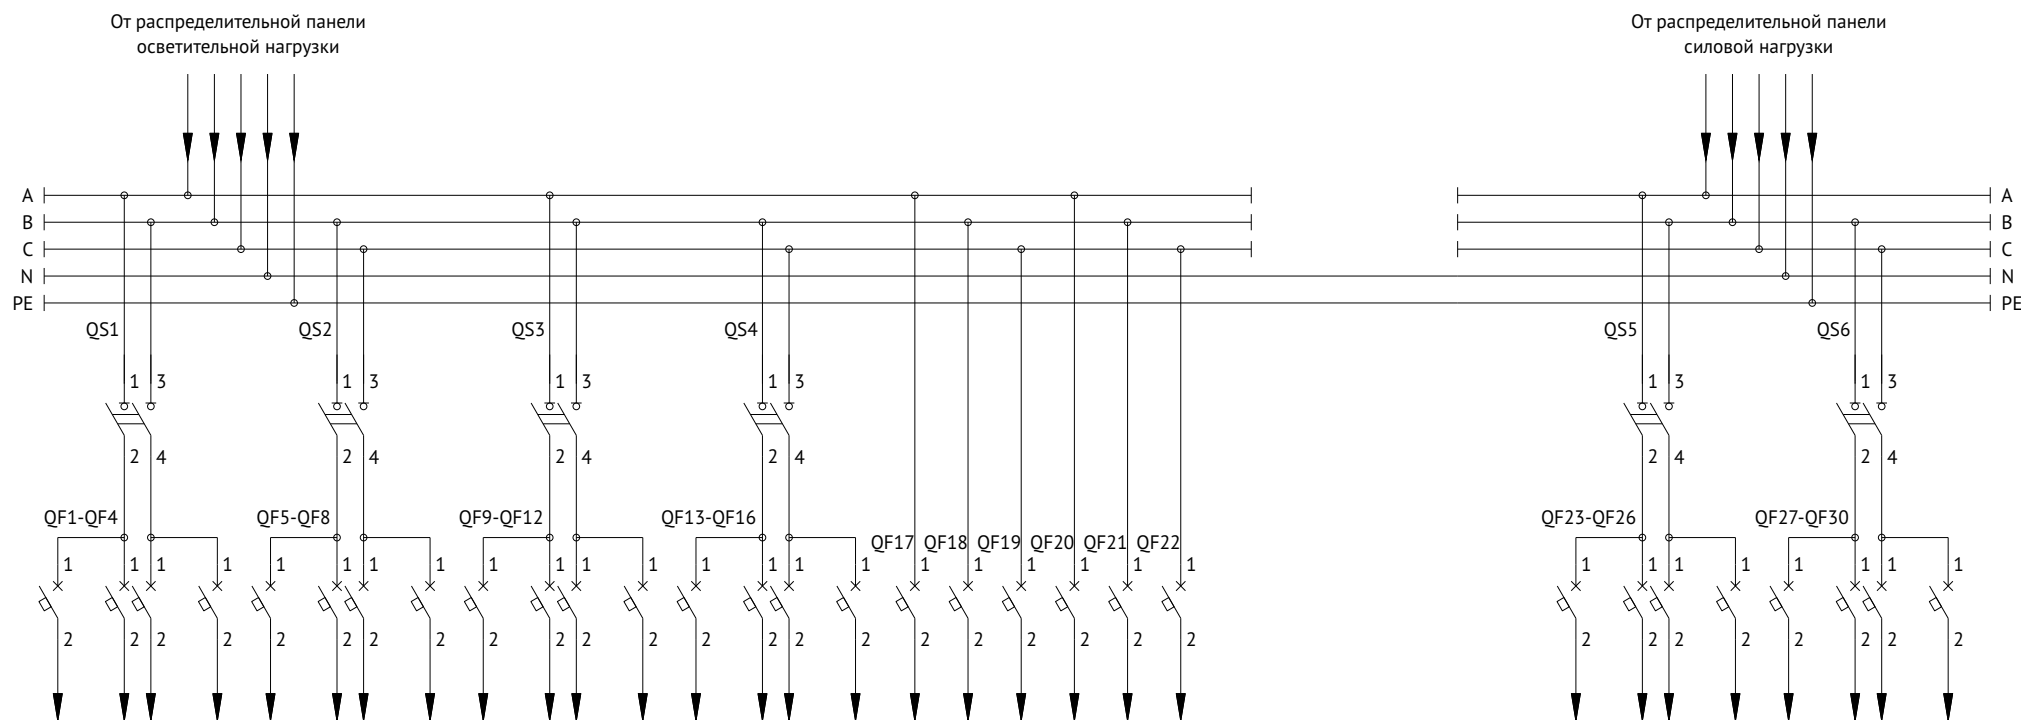 От распределительной панели
осветительной нагрузки
От распределительной панели
силовой нагрузки
A A
B B
C C
N N
PE PE
QS1 QS2 QS3 QS4 QS5 QS6
1 3 1 3 1 3 1 3 1 3 1 3
2 4 2 4 2 4 2 4 2 4 2 4
QF1-QF4 QF5-QF8 QF9-QF12 QF13-QF16 QF23-QF26 QF27-QF30
QF17 QF18 QF19 QF20 QF21 QF22
1 1 1 1 1 1 1 1 1 1 1 1 1 1 1 1 1 1 1 1 1 1 1 1 1 1 1 1 1 1
2 2 2 2 2 2 2 2 2 2 2 2 2 2 2 2 2 2 2 2 2 2 2 2 2 2 2 2 2 2